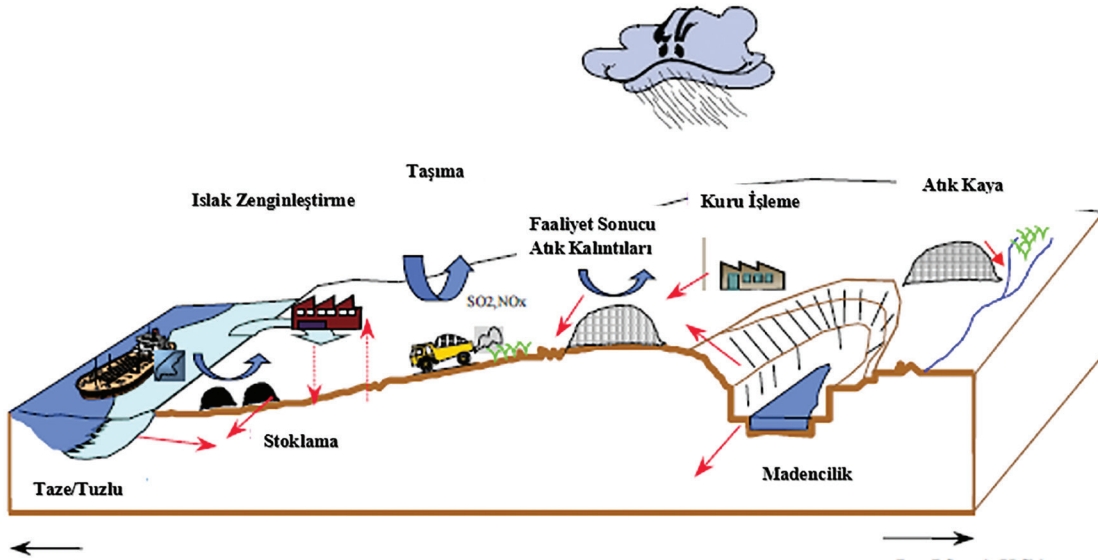 Taşıma
Islak Zenginleştirme
Atık Kaya
Kuru İşleme
Faaliyet Sonucu
Atık Kalıntıları
SO2,NOx
Stoklama
Madencilik
Taze/Tuzlu